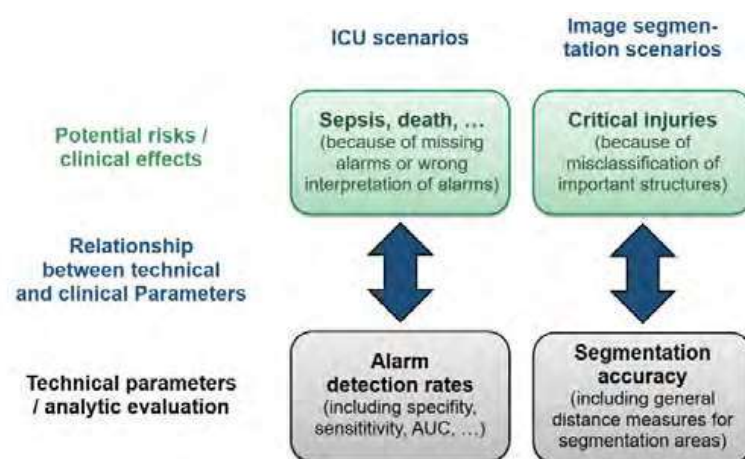 ICU scenarios
Image segmen-
tation scenarios
Potential risks /
clinical effects
Sepsis, death, …
(because of missing
alarms or wrong
interpretation of alarms)
Critical injuries
(because of
misclassification of
important structures)
Relationship
between technical
and clinical Parameters
Technical parameters
/ analytic evaluation
Alarm
detection rates
(including specifity,
sensititivity, AUC, …)
Segmentation
accuracy
(including general
distance measures for
segmentation areas)